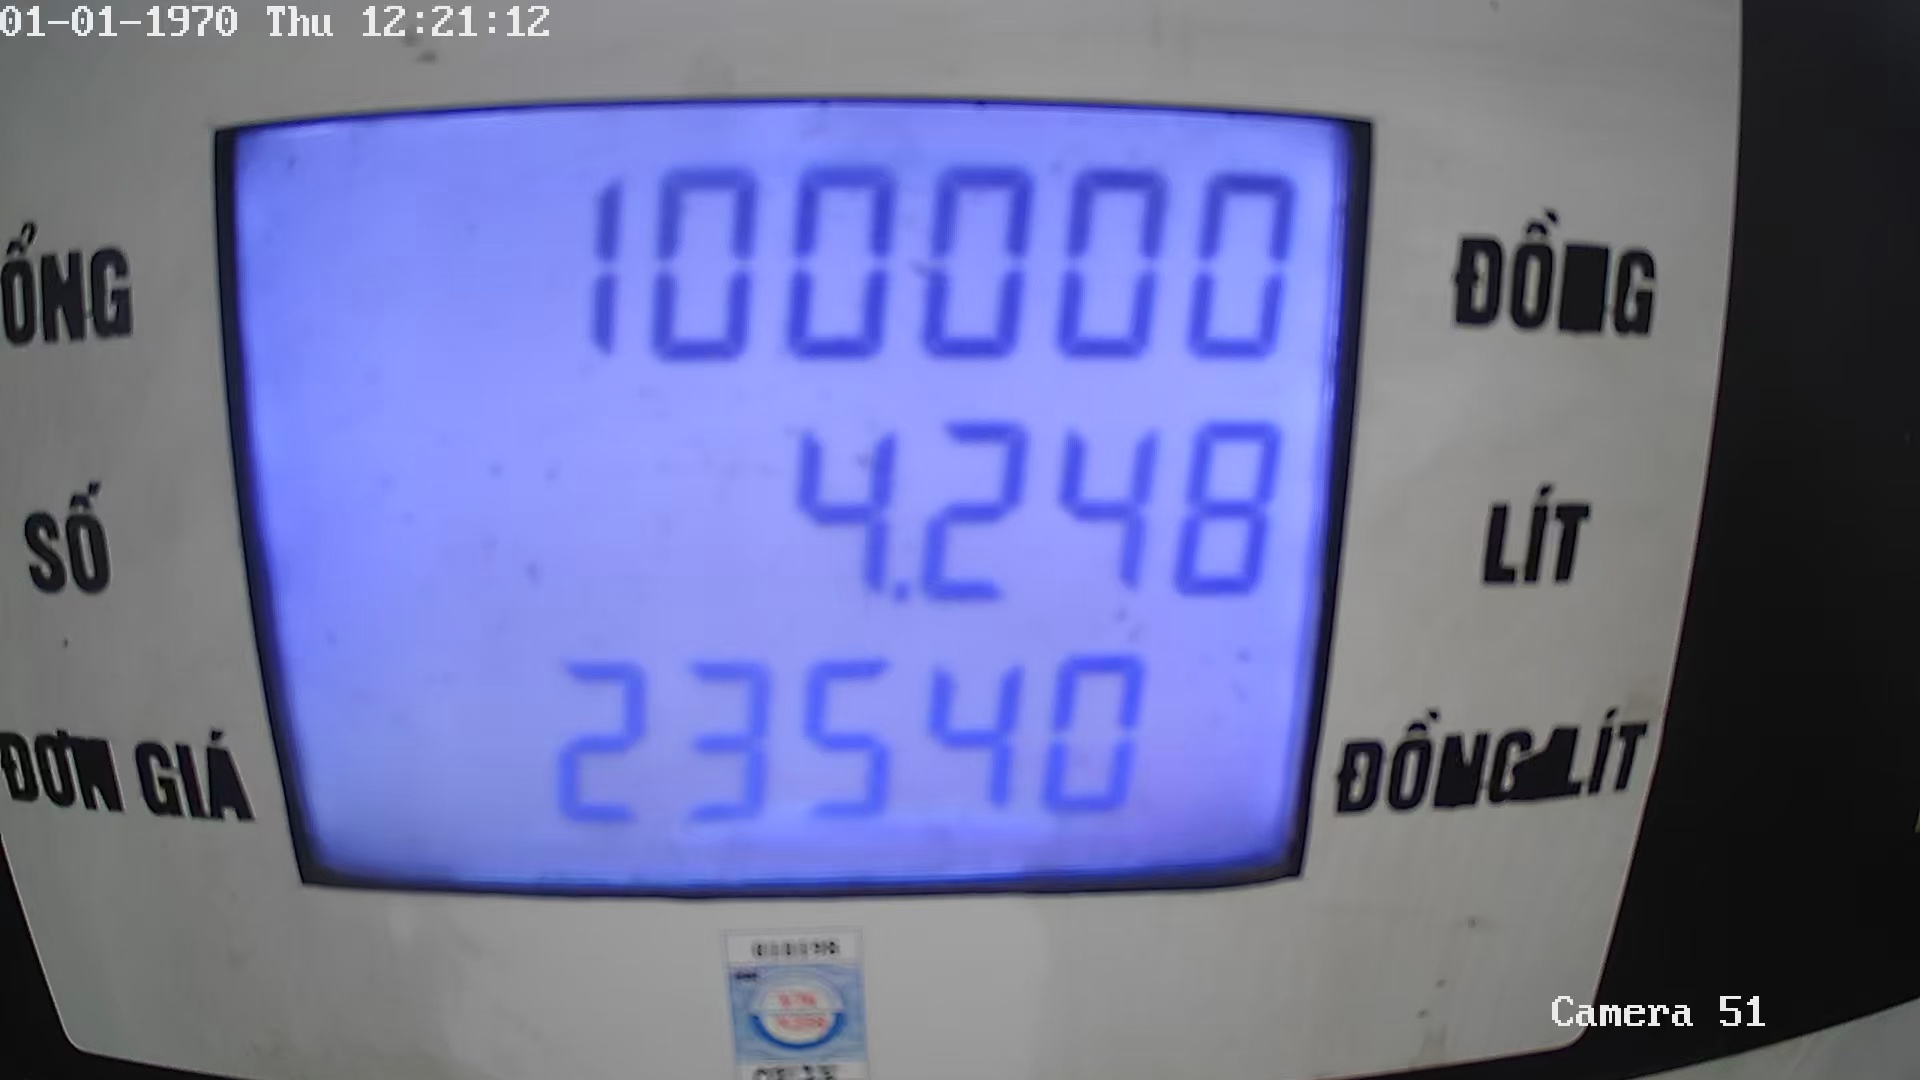 01-01-1970 Thu 12:21:12
ỔNG 100000 ĐỒNG
SỐ 4.248 LÍT
ĐƠN GIÁ 23540 ĐỒNG/LÍT
Camera 51